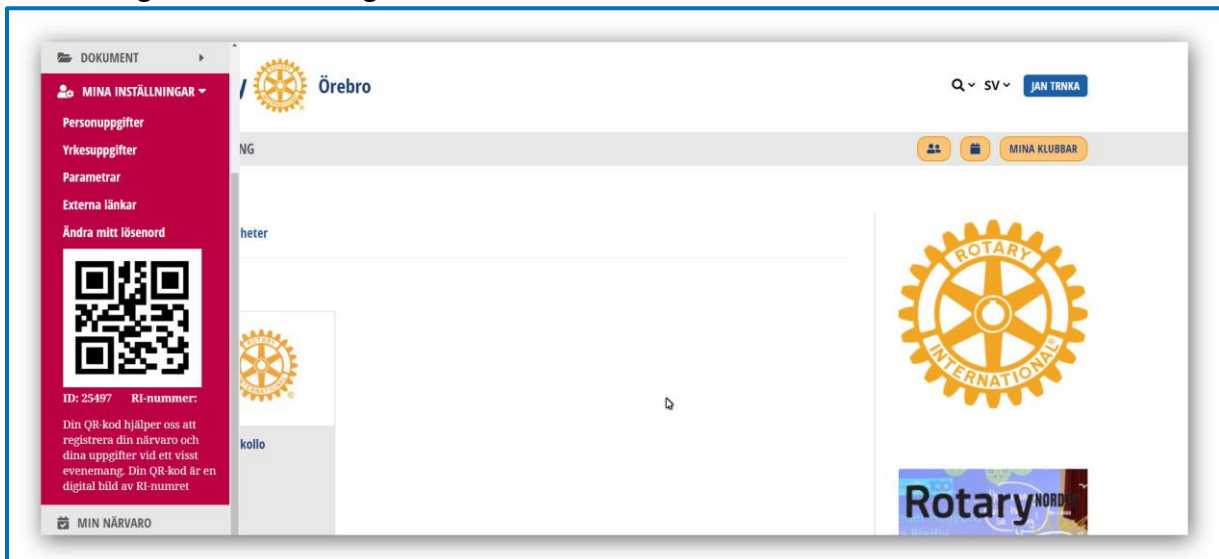 DOKUMENT
MINA INSTÄLLNINGAR
Personuppgifter
Yrkesuppgifter
Parametrar
Externa länkar
Ändra mitt lösenord
ID: 25497 RI-nummer:
Din QR-kod hjälper oss att
registrera din närvaro och
dina uppgifter vid ett visst
evenemang. Din QR-kod är en
digital bild av RI-numret
MIN NÄRVARO
Örebro
SV
JAN TRNKA
NG
MINA KLUBBAR
heter
kollo
ROTARY
INTERNATIONAL
ROTARY
INTERNATIONAL
Rotary